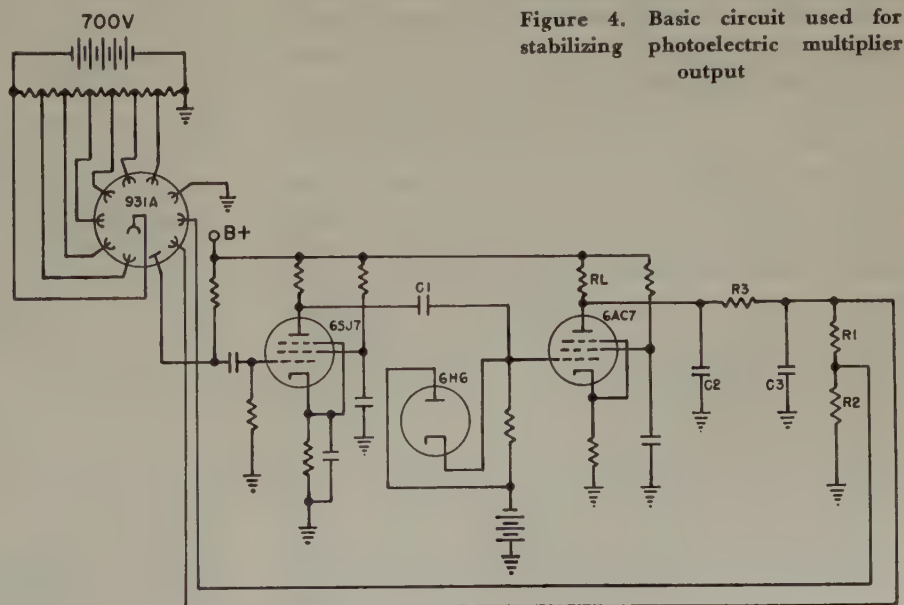 700V
Figure 4. Basic circuit used for
stabilizing photoelectric multiplier
output
931A
B+
C1
RL
R3
6SJ7
6AC7
R1
6H6
C2
C3
R2